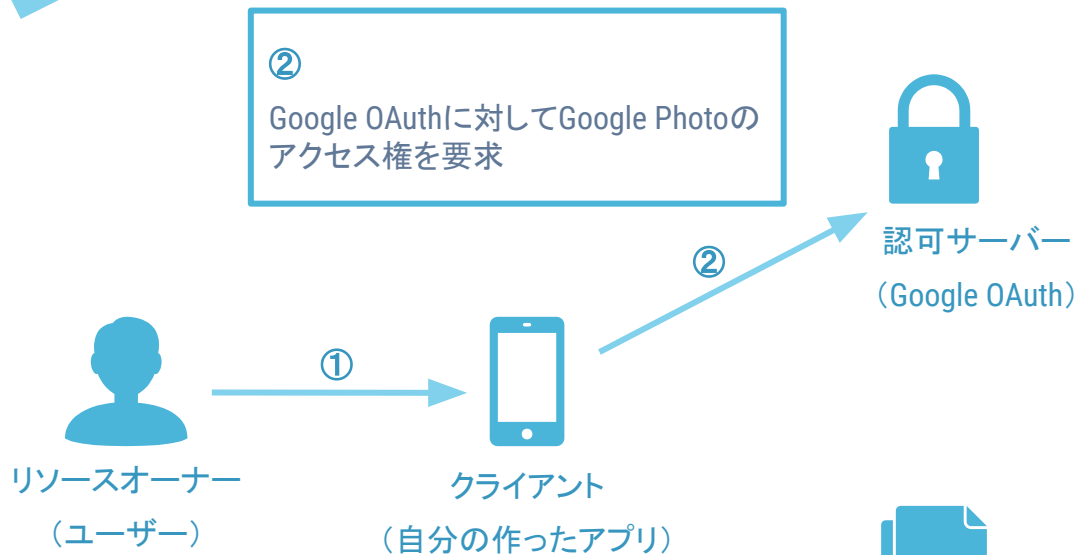 ②
Google OAuthに対してGoogle Photoの
アクセス権を要求
②
認可サーバー
（Google OAuth）
①
リソースオーナー
（ユーザー）
クライアント
（自分の作ったアプリ）